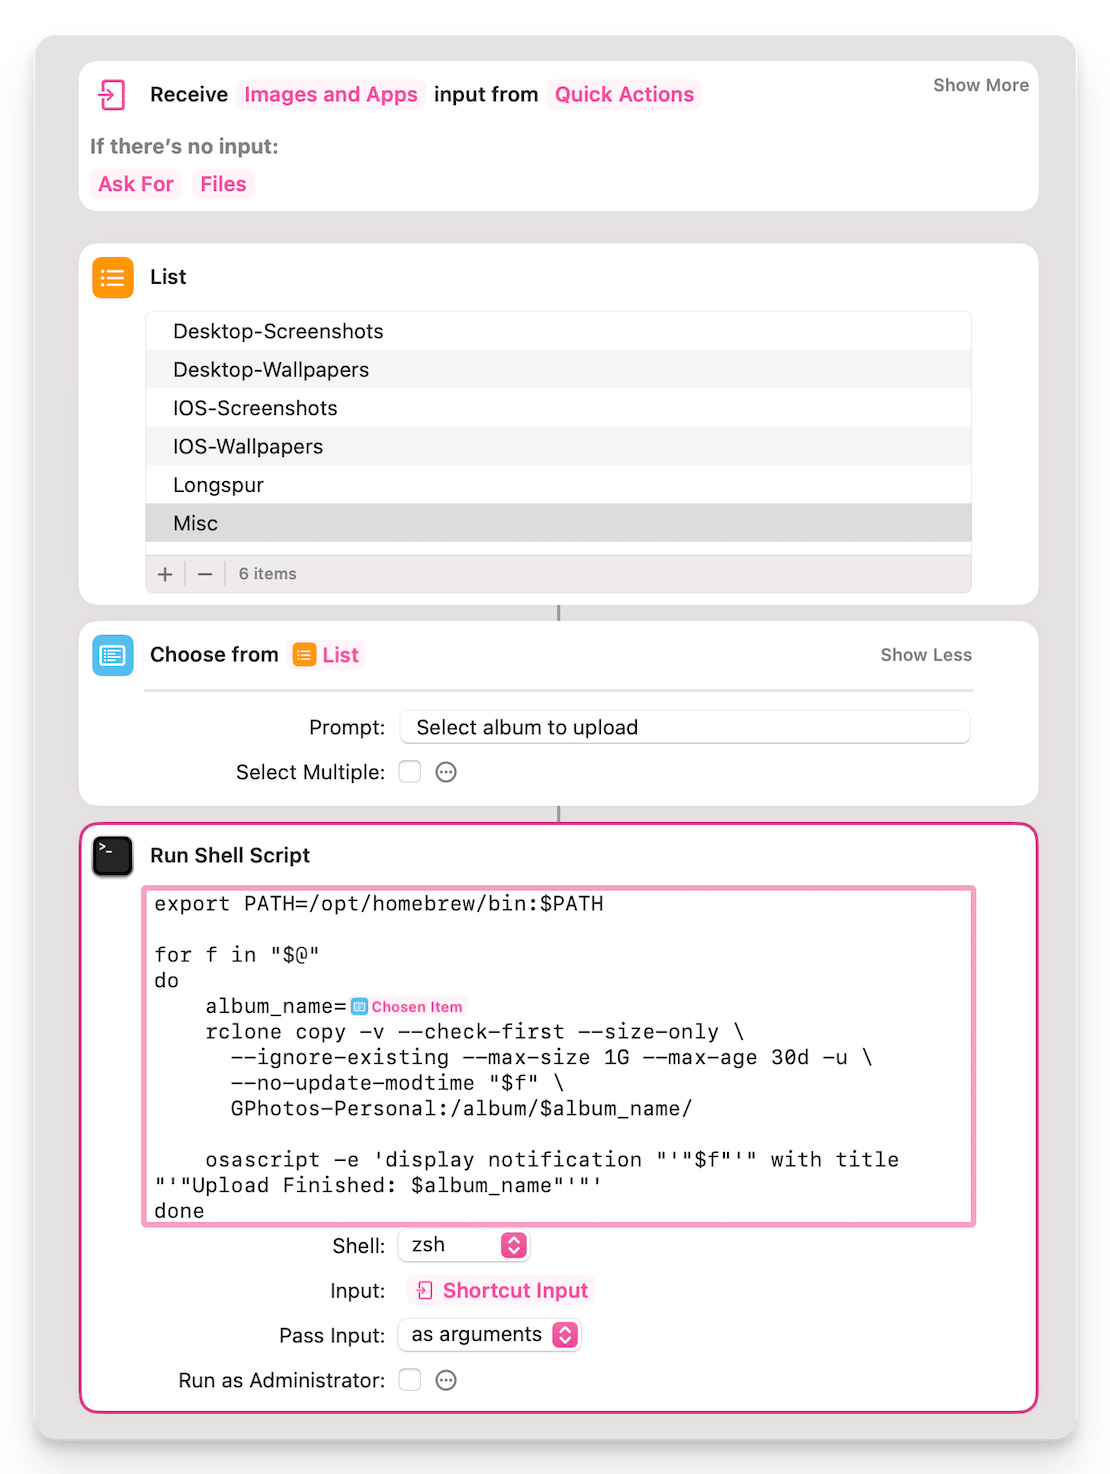 Receive Images and Apps input from Quick Actions Show More
If there's no input:
Ask For Files
List
Desktop-Screenshots
Desktop-Wallpapers
IOS-Screenshots
IOS-Wallpapers
Longspur
Misc
+ − 6 items
Choose from List Show Less
Prompt: Select album to upload
Select Multiple:
>_
Run Shell Script
export PATH=/opt/homebrew/bin:$PATH
for f in "$@"
do
album_name= Chosen Item
rclone copy -v --check-first --size-only \
--ignore-existing --max-size 1G --max-age 30d -u \
--no-update-modtime "$f" \
GPhotos-Personal:/album/$album_name/
osascript -e 'display notification "'"$f"'" with title
"'"Upload Finished: $album_name"'"'
done
Shell: zsh
Input: Shortcut Input
Pass Input: as arguments
Run as Administrator: